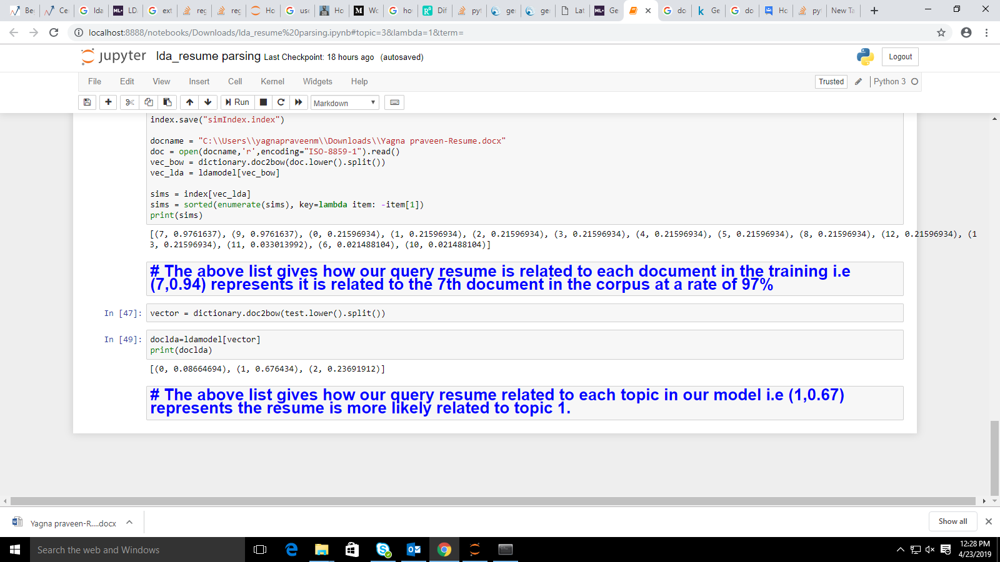 Be Ce lda LD ext reg reg Ho use Ho Wo ho Dif pyt ge ge Lat Ge do Ge do Ho py New Ta
localhost:8888/notebooks/Downloads/lda_resume%20parsing.ipynb#topic=3&lambda=1&term=
jupyter lda_resume parsing Last Checkpoint: 18 hours ago (autosaved) Logout
File Edit View Insert Cell Kernel Widgets Help Trusted Python 3
Run Markdown
index.save("simIndex.index")
docname = "C:\\Users\\yagnapraveenm\\Downloads\\Yagna praveen-Resume.docx"
doc = open(docname,'r',encoding="ISO-8859-1").read()
vec_bow = dictionary.doc2bow(doc.lower().split())
vec_lda = ldamodel[vec_bow]
sims = index[vec_lda]
sims = sorted(enumerate(sims), key=lambda item: -item[1])
print(sims)
[(7, 0.9761637), (9, 0.9761637), (0, 0.21596934), (1, 0.21596934), (2, 0.21596934), (3, 0.21596934), (4, 0.21596934), (5, 0.21596934), (8, 0.21596934), (12, 0.21596934), (1
3, 0.21596934), (11, 0.033013992), (6, 0.021488104), (10, 0.021488104)]
# The above list gives how our query resume is related to each document in the training i.e
(7,0.94) represents it is related to the 7th document in the corpus at a rate of 97%
In [47]: vector = dictionary.doc2bow(test.lower().split())
In [49]: doclda=ldamodel[vector]
print(doclda)
[(0, 0.08664694), (1, 0.676434), (2, 0.23691912)]
# The above list gives how our query resume related to each topic in our model i.e (1,0.67)
represents the resume is more likely related to topic 1.
Yagna praveen-R....docx Show all
Search the web and Windows
12:28 PM
4/23/2019